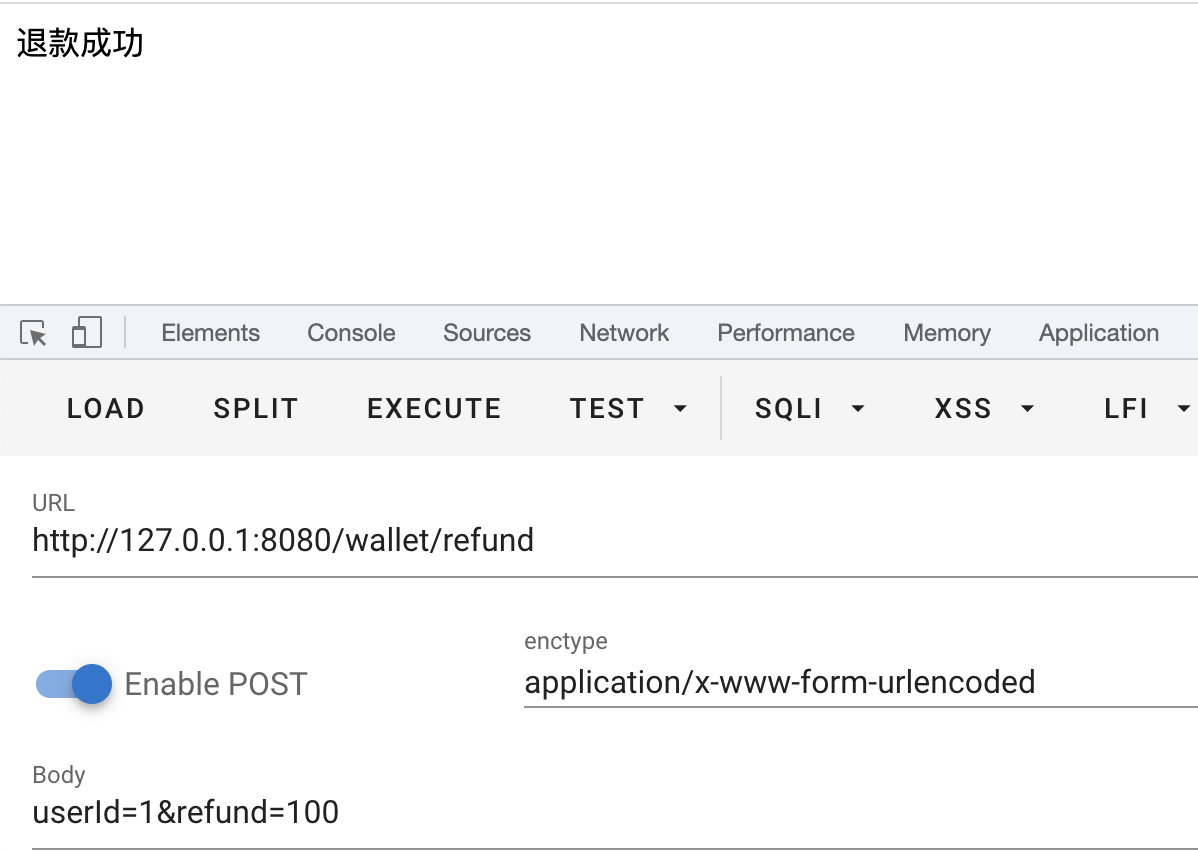 退款成功
Elements Console Sources Network Performance Memory Application
LOAD SPLIT EXECUTE TEST SQLI XSS LFI
URL
http://127.0.0.1:8080/wallet/refund
enctype
Enable POST application/x-www-form-urlencoded
Body
userId=1&refund=100